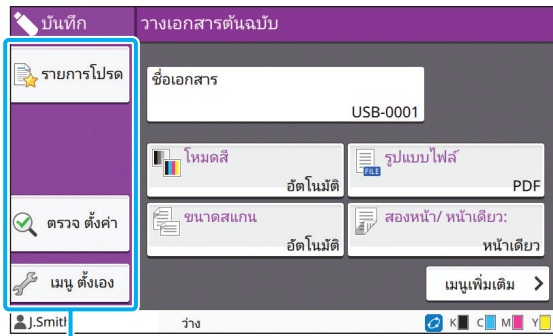 บันทึก
วางเอกสารต้นฉบับ
รายการโปรด
ชื่อเอกสาร
USB-0001
โหมดสี
อัตโนมัติ
FILE
รูปแบบไฟล์
PDF
ตรวจ ตั้งค่า
ขนาดสแกน
อัตโนมัติ
สองหน้า/ หน้าเดียว:
หน้าเดียว
เมนู ตั้งเอง
เมนูเพิ่มเติม
J.Smith
ว่าง
K C M Y